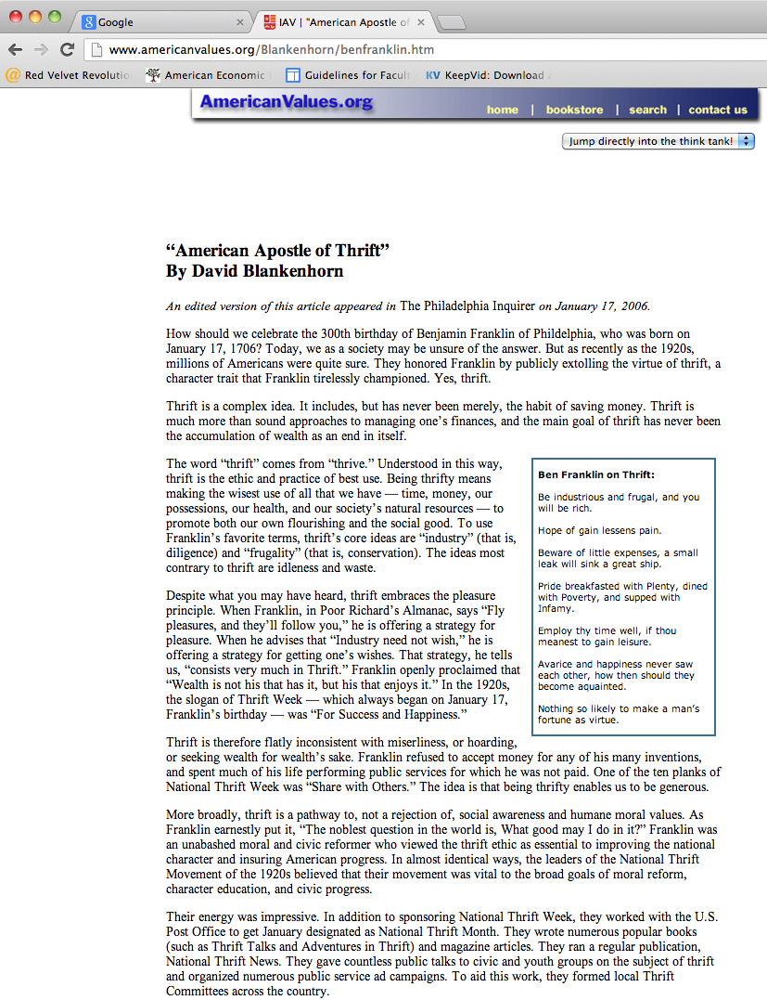 Google
IAV | "American Apostle of
www.americanvalues.org/Blankenhorn/benfranklin.htm
Red Velvet Revolutio
American Economic
Guidelines for Facult
KV KeepVid: Download a
AmericanValues.org
home | bookstore | search | contact us
Jump directly into the think tank!
“American Apostle of Thrift”
By David Blankenhorn
An edited version of this article appeared in The Philadelphia Inquirer on January 17, 2006.
How should we celebrate the 300th birthday of Benjamin Franklin of Phildelphia, who was born on
January 17, 1706? Today, we as a society may be unsure of the answer. But as recently as the 1920s,
millions of Americans were quite sure. They honored Franklin by publicly extolling the virtue of thrift, a
character trait that Franklin tirelessly championed. Yes, thrift.
Thrift is a complex idea. It includes, but has never been merely, the habit of saving money. Thrift is
much more than sound approaches to managing one’s finances, and the main goal of thrift has never been
the accumulation of wealth as an end in itself.
The word “thrift” comes from “thrive.” Understood in this way,
thrift is the ethic and practice of best use. Being thrifty means
making the wisest use of all that we have — time, money, our
possessions, our health, and our society’s natural resources — to
promote both our own flourishing and the social good. To use
Franklin’s favorite terms, thrift’s core ideas are “industry” (that is,
diligence) and “frugality” (that is, conservation). The ideas most
contrary to thrift are idleness and waste.
Despite what you may have heard, thrift embraces the pleasure
principle. When Franklin, in Poor Richard’s Almanac, says “Fly
pleasures, and they’ll follow you,” he is offering a strategy for
pleasure. When he advises that “Industry need not wish,” he is
offering a strategy for getting one’s wishes. That strategy, he tells
us, “consists very much in Thrift.” Franklin openly proclaimed that
“Wealth is not his that has it, but his that enjoys it.” In the 1920s,
the slogan of Thrift Week — which always began on January 17,
Franklin’s birthday — was “For Success and Happiness.”
Ben Franklin on Thrift:
Be industrious and frugal, and you
will be rich.
Hope of gain lessens pain.
Beware of little expenses, a small
leak will sink a great ship.
Pride breakfasted with Plenty, dined
with Poverty, and supped with
Infamy.
Employ thy time well, if thou
meanest to gain leisure.
Avarice and happiness never saw
each other, how then should they
become aquainted.
Nothing so likely to make a man’s
fortune as virtue.
Thrift is therefore flatly inconsistent with miserliness, or hoarding,
or seeking wealth for wealth’s sake. Franklin refused to accept money for any of his many inventions,
and spent much of his life performing public services for which he was not paid. One of the ten planks of
National Thrift Week was “Share with Others.” The idea is that being thrifty enables us to be generous.
More broadly, thrift is a pathway to, not a rejection of, social awareness and humane moral values. As
Franklin earnestly put it, “The noblest question in the world is, What good may I do in it?” Franklin was
an unabashed moral and civic reformer who viewed the thrift ethic as essential to improving the national
character and insuring American progress. In almost identical ways, the leaders of the National Thrift
Movement of the 1920s believed that their movement was vital to the broad goals of moral reform,
character education, and civic progress.
Their energy was impressive. In addition to sponsoring National Thrift Week, they worked with the U.S.
Post Office to get January designated as National Thrift Month. They wrote numerous popular books
(such as Thrift Talks and Adventures in Thrift) and magazine articles. They ran a regular publication,
National Thrift News. They gave countless public talks to civic and youth groups on the subject of thrift
and organized numerous public service ad campaigns. To aid this work, they formed local Thrift
Committees across the country.